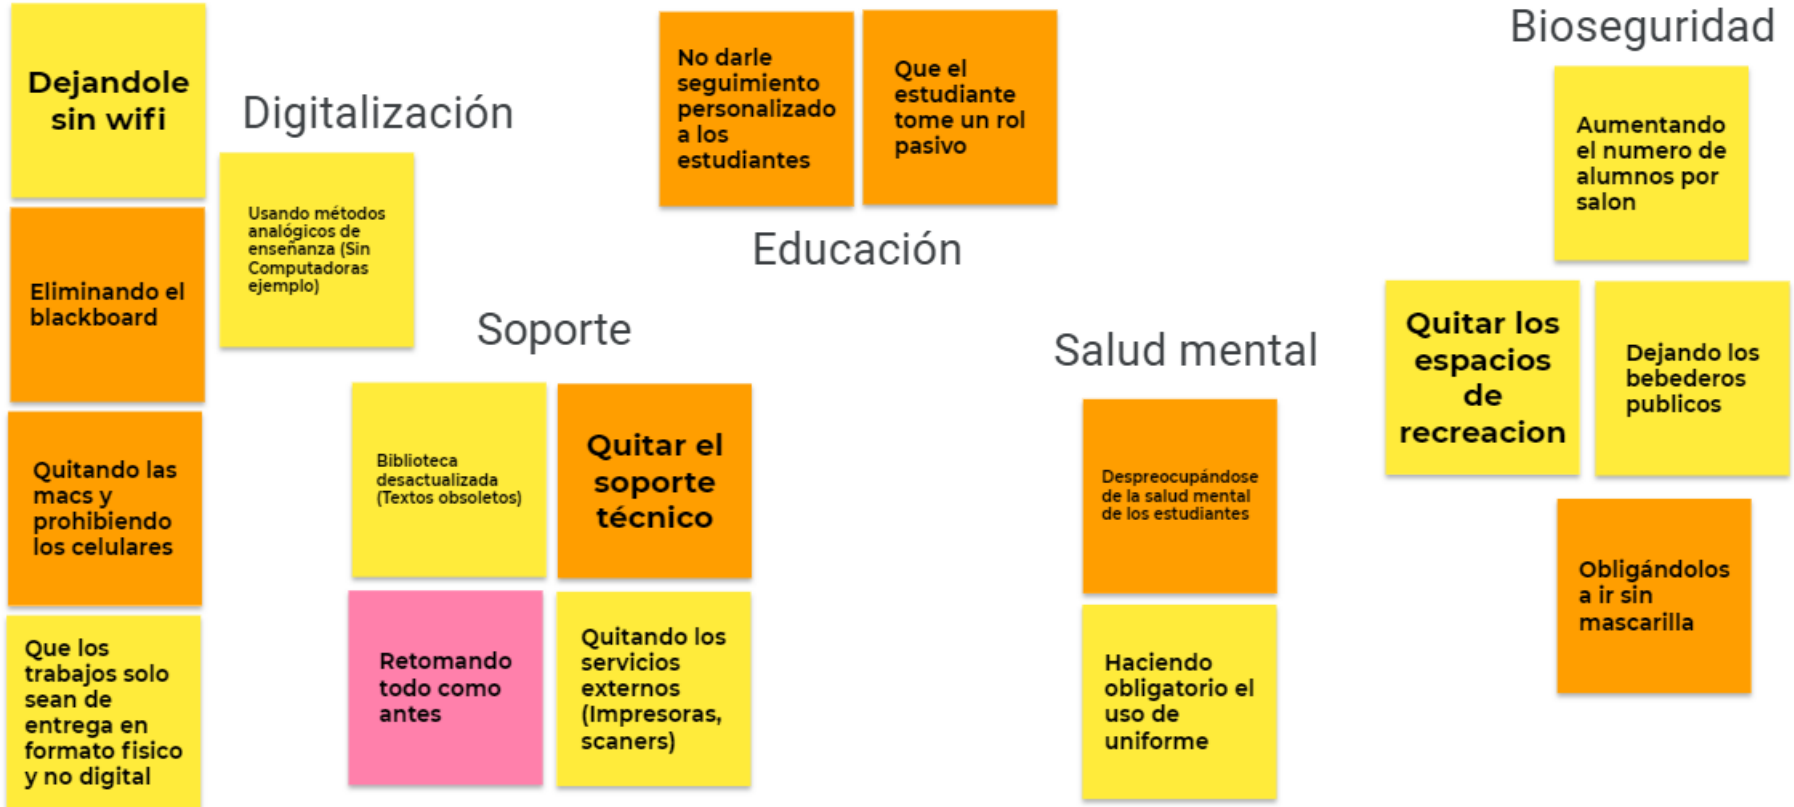 Dejandole
sin wifi
Eliminando el
blackboard
Quitando las
macs y
prohibiendo
los celulares
Que los
trabajos solo
sean de
entrega en
formato fisico
y no digital
Digitalización
Usando métodos
analógicos de
enseñanza (Sin
Computadoras
ejemplo)
Soporte
Biblioteca
desactualizada
(Textos obsoletos)
Quitar el
soporte
técnico
Retomando
todo como
antes
Quitando los
servicios
externos
(Impresoras,
scaners)
No darle
seguimiento
personalizado
a los
estudiantes
Que el
estudiante
tome un rol
pasivo
Educación
Salud mental
Despreocupándose
de la salud mental
de los estudiantes
Haciendo
obligatorio el
uso de
uniforme
Bioseguridad
Aumentando
el numero de
alumnos por
salon
Quitar los
espacios
de
recreacion
Dejando los
bebederos
publicos
Obligándolos
a ir sin
mascarilla